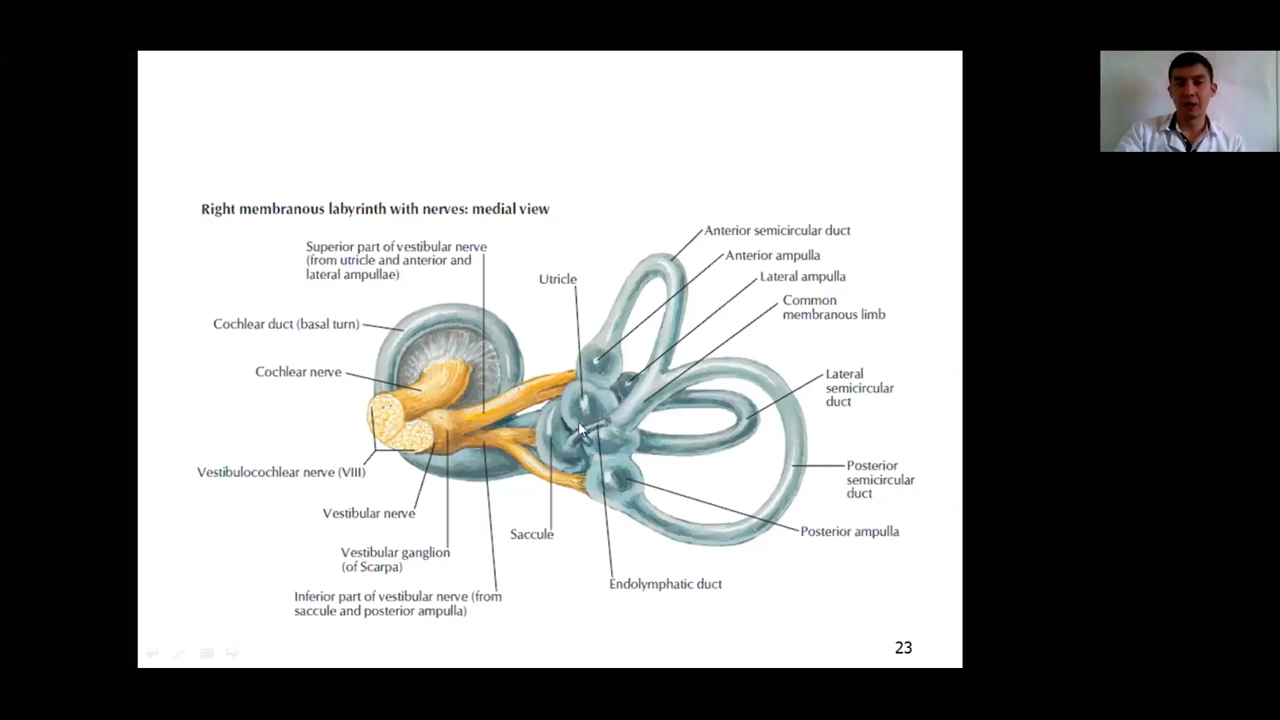 Right membranous labyrinth with nerves: medial view
Superior part of vestibular nerve
(from utricle and anterior and
lateral ampullae)
Utricle
Anterior semicircular duct
Anterior ampulla
Lateral ampulla
Common
membranous limb
Cochlear duct (basal turn)
Cochlear nerve
Lateral
semicircular
duct
Vestibulocochlear nerve (VIII)
Posterior
semicircular
duct
Vestibular nerve
Saccule
Posterior ampulla
Vestibular ganglion
(of Scarpa)
Endolymphatic duct
Inferior part of vestibular nerve (from
saccule and posterior ampulla)
23